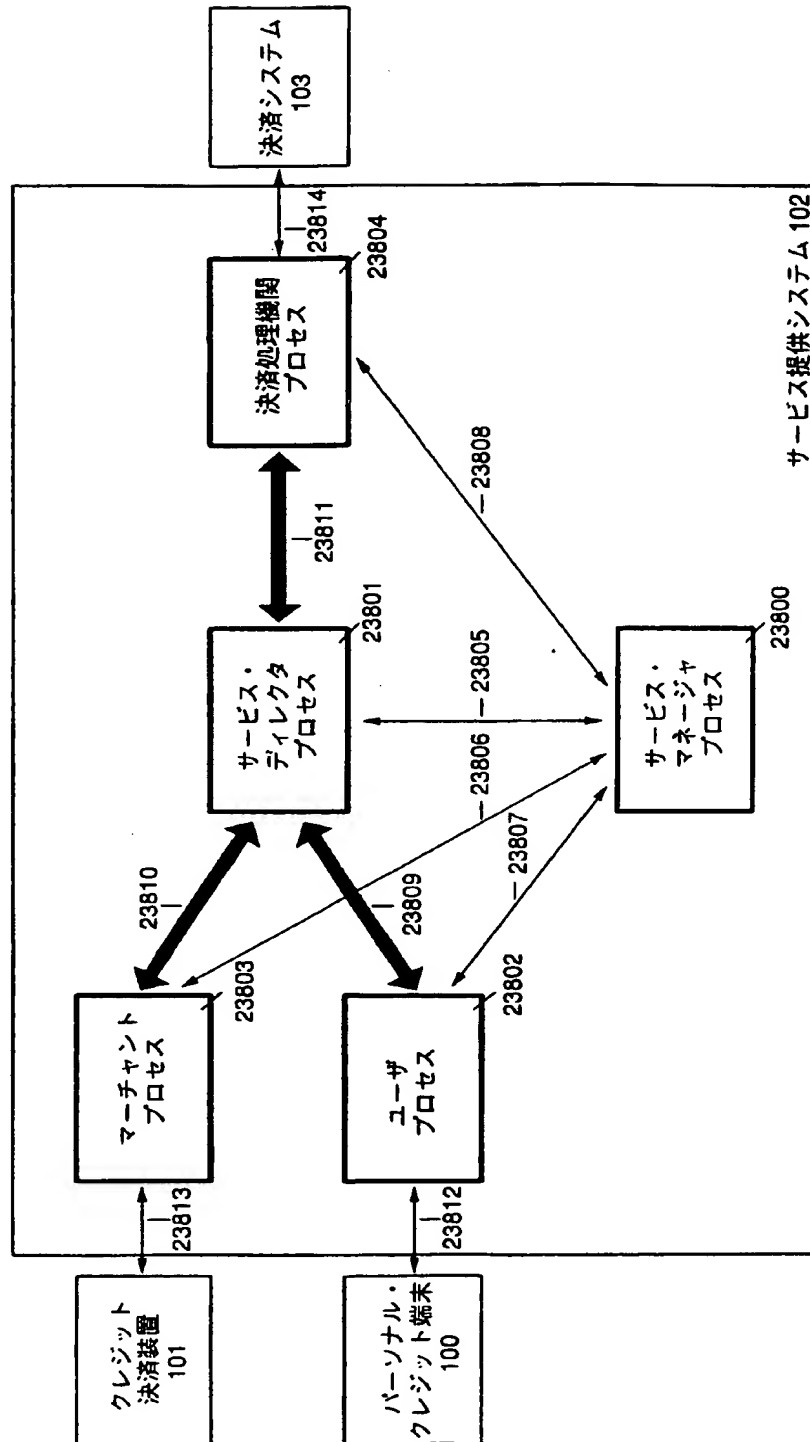 クレジット
決済装置
101
23813
マーチャント
プロセス
23803
23810
パーソナル・
クレジット端末
100
23812
ユーザ
プロセス
23802
23809
サービス・
ディレクタ
プロセス
23801
23811
決済処理機関
プロセス
23804
23814
決済システム
103
23805
23806
23807
23808
サービス・
マネージャ
プロセス
23800
サービス提供システム 102